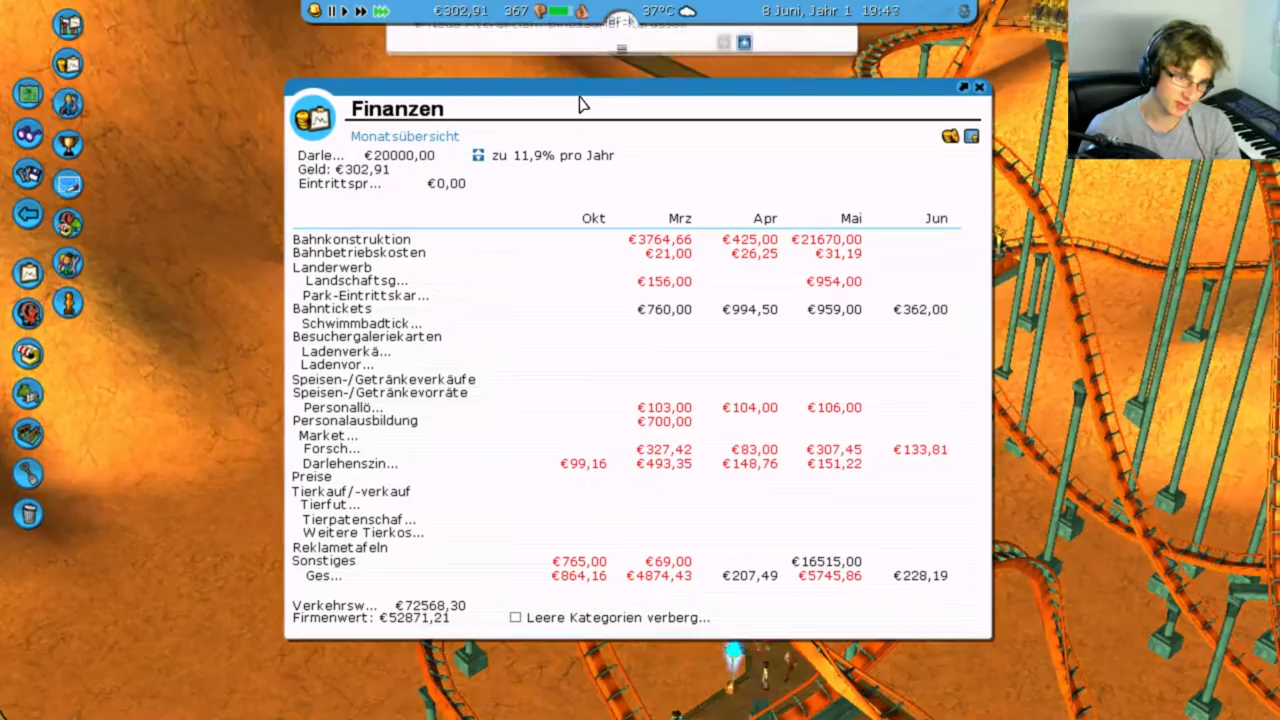 €302,91 367 37°C 8 Juni, Jahr 1 19:43
Finanzen
Monatsübersicht
Darle... €20000,00 zu 11,9% pro Jahr
Geld: €302,91
Eintrittspr... €0,00
Okt Mrz Apr Mai Jun
Bahnkonstruktion €3764,66 €425,00 €21670,00
Bahnbetriebskosten €21,00 €26,25 €31,19
Landerwerb
Landschaftsg... €156,00 €954,00
Park-Eintrittskar...
Bahntickets €760,00 €994,50 €959,00 €362,00
Schwimmbadtick...
Besuchergaleriekarten
Ladenverkä...
Ladenvor...
Speisen-/Getränkeverkäufe
Speisen-/Getränkevorräte
Personallö... €103,00 €104,00 €106,00
Personalausbildung €700,00
Market...
Forsch... €327,42 €83,00 €307,45 €133,81
Darlehenszin... €99,16 €493,35 €148,76 €151,22
Preise
Tierkauf/-verkauf
Tierfut...
Tierpatenschaf...
Weitere Tierkos...
Reklametafeln
Sonstiges €765,00 €69,00 €16515,00
Ges... €864,16 €4874,43 €207,49 €5745,86 €228,19
Verkehrsw... €72568,30
Firmenwert: €52871,21 Leere Kategorien verberg...